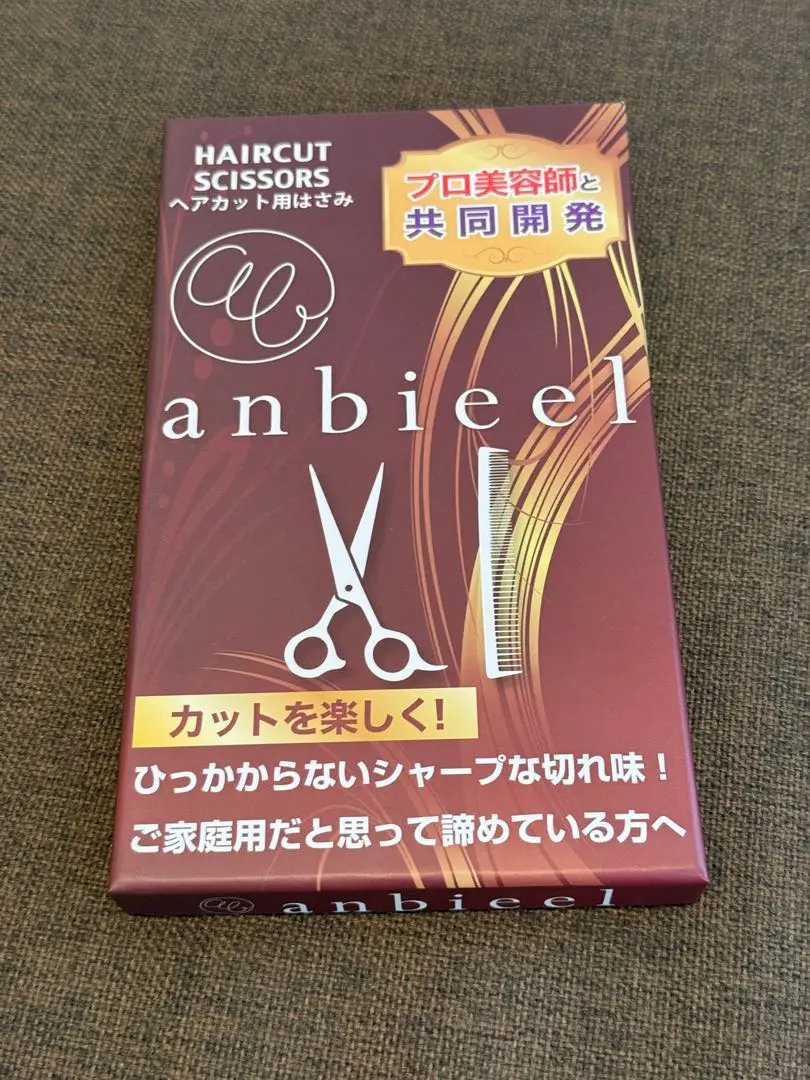 HAIRCUT
SCISSORS
ヘアカット用はさみ
プロ美容師と
共同開発
anbieel
カットを楽しく!
ひっかからないシャープな切れ味！
ご家庭用だと思って諦めている方へ
anbieel